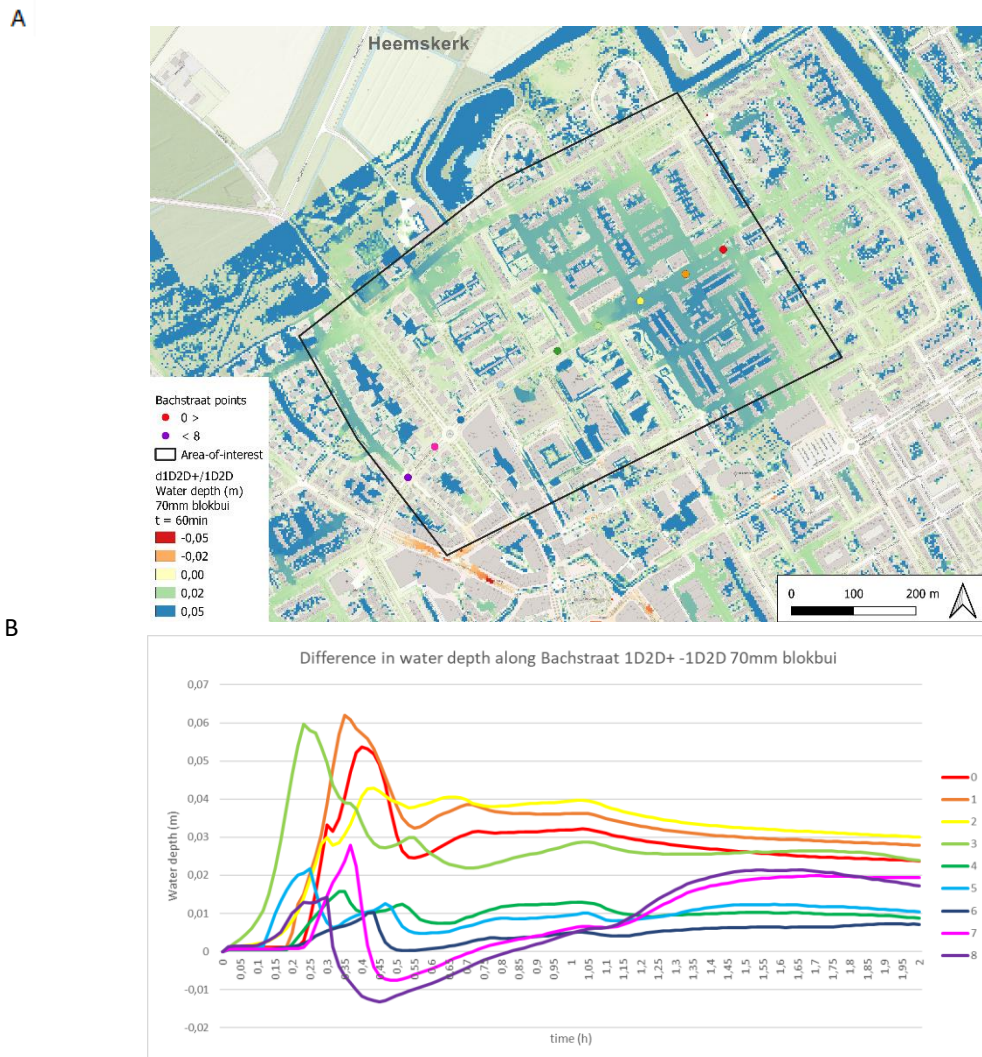 A
Heemskerk
Bachstraat points
0 >
< 8
Area-of-interest
d1D2D+/1D2D
Water depth (m)
70mm blokbui
t = 60min
-0,05
-0,02
0,00
0,02
0,05
0 100 200 m
B
Difference in water depth along Bachstraat 1D2D+ -1D2D 70mm blokbui
0,07
0,06
0,05
0,04
0,03
0,02
0,01
0
-0,01
-0,02
Water depth (m)
0 0,05 0,1 0,15 0,2 0,25 0,3 0,35 0,4 0,45 0,5 0,55 0,6 0,65 0,7 0,75 0,8 0,85 0,9 0,95 1 1,05 1,1 1,15 1,2 1,25 1,3 1,35 1,4 1,45 1,5 1,55 1,6 1,65 1,7 1,75 1,8 1,85 1,9 1,95 2
time (h)
0
1
2
3
4
5
6
7
8